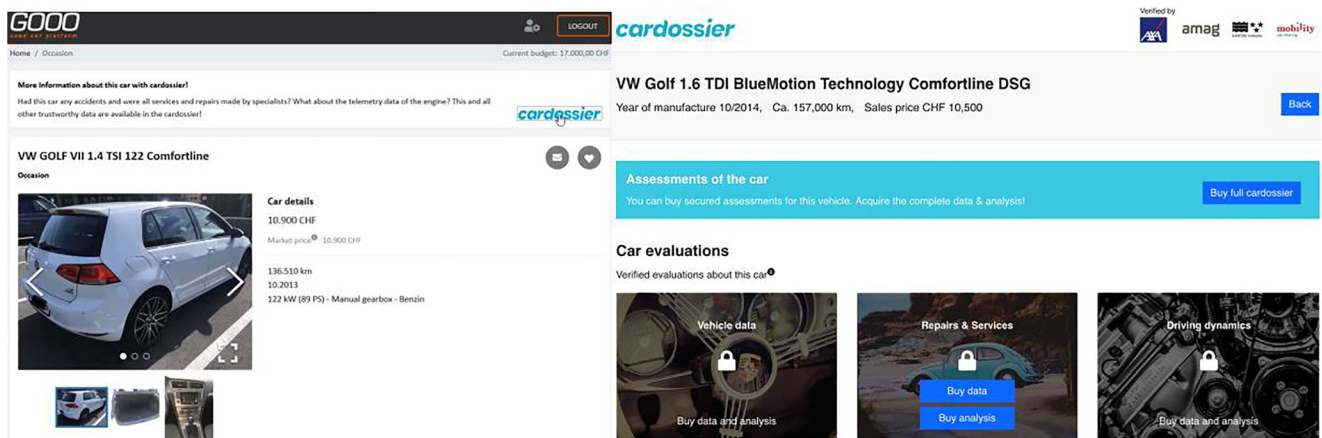 GOOO
used car platform
LOGOUT
Home / Occasion
Current budget: 17.000,00 CHF
More Information about this car with cardossier!
Had this car any accidents and were all services and repairs made by specialists? What about the telemetry data of the engine? This and all
other trustworthy data are available in the cardossier!
cardossier
VW GOLF VII 1.4 TSI 122 Comfortline
Occasion
Car details
10.900 CHF
Market price 10.900 CHF
136.510 km
10.2013
122 kW (89 PS) - Manual gearbox - Benzin
cardossier
Verified by
AXA
amag
mobility
car sharing
VW Golf 1.6 TDI BlueMotion Technology Comfortline DSG
Year of manufacture 10/2014, Ca. 157,000 km, Sales price CHF 10,500
Back
Assessments of the car
You can buy secured assessments for this vehicle. Acquire the complete data & analysis!
Buy full cardossier
Car evaluations
Verified evaluations about this car
Vehicle data
Buy data and analysis
Repairs & Services
Buy data
Buy analysis
Driving dynamics
Buy data and analysis